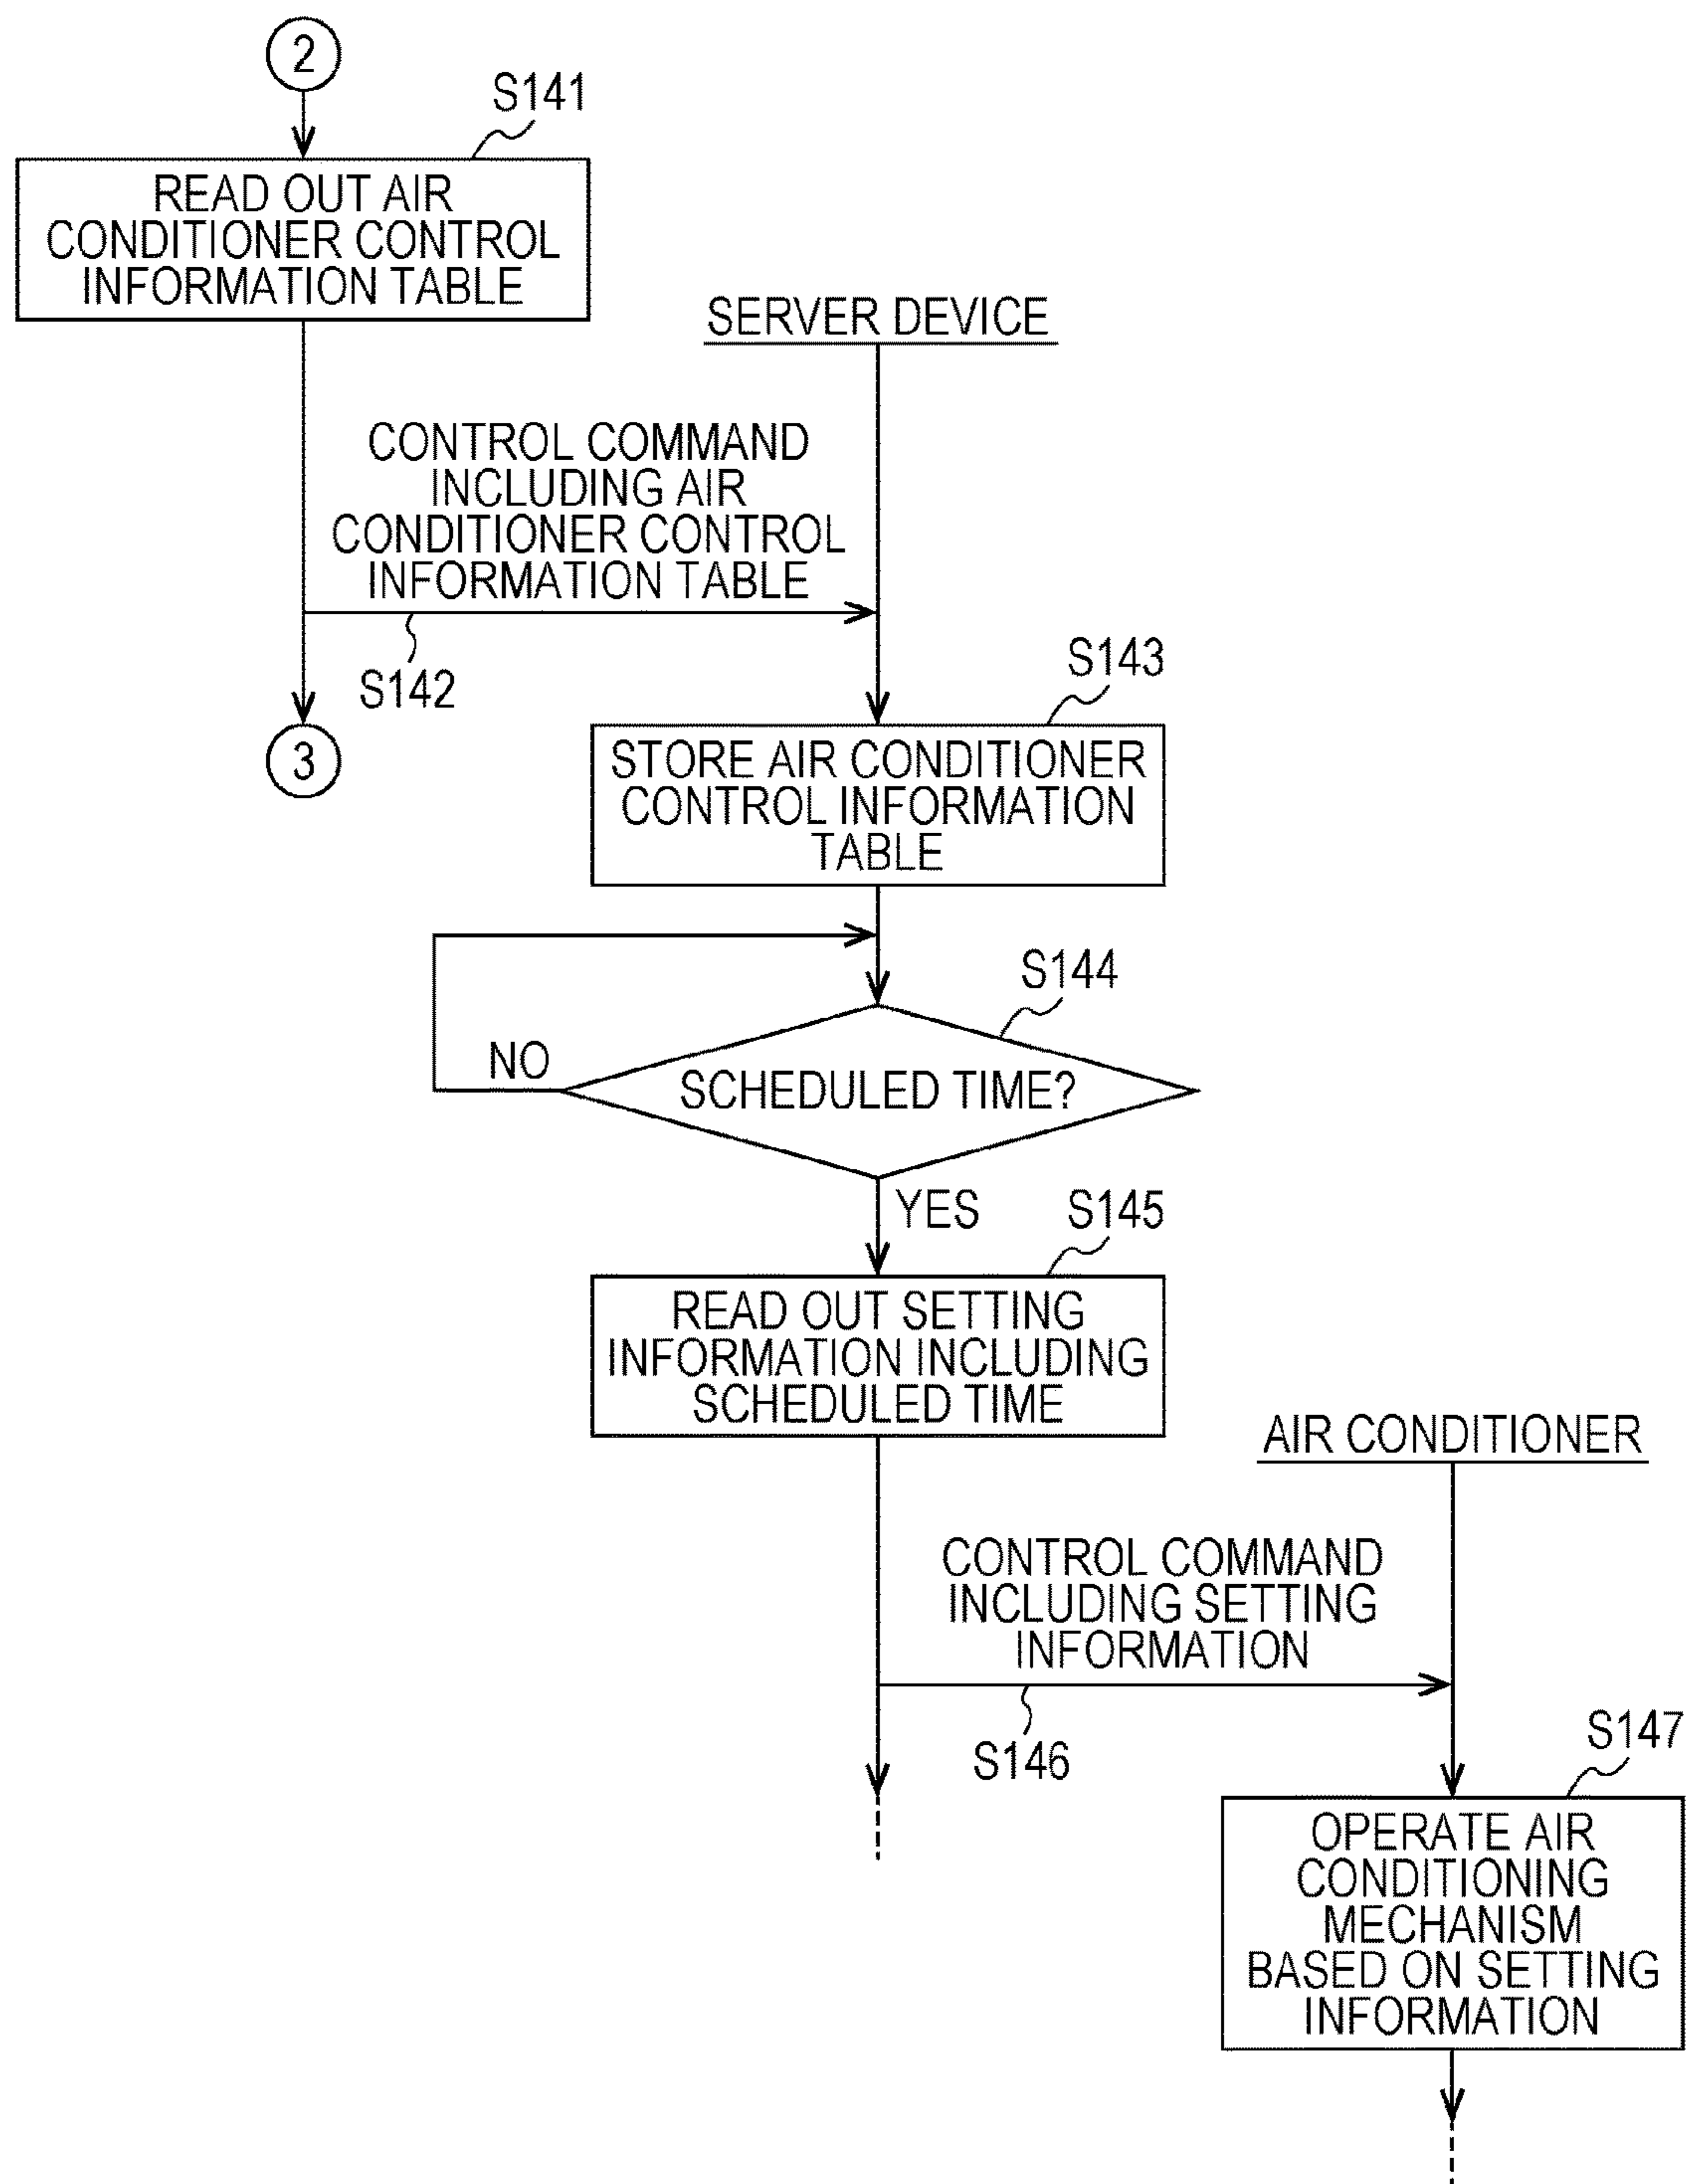 2
S141
READ OUT AIR
CONDITIONER CONTROL
INFORMATION TABLE
SERVER DEVICE
CONTROL COMMAND
INCLUDING AIR
CONDITIONER CONTROL
INFORMATION TABLE
S142
3
S143
STORE AIR CONDITIONER
CONTROL INFORMATION
TABLE
S144
NO
SCHEDULED TIME?
YES
S145
READ OUT SETTING
INFORMATION INCLUDING
SCHEDULED TIME
AIR CONDITIONER
CONTROL COMMAND
INCLUDING SETTING
INFORMATION
S146
S147
OPERATE AIR
CONDITIONING
MECHANISM
BASED ON SETTING
INFORMATION